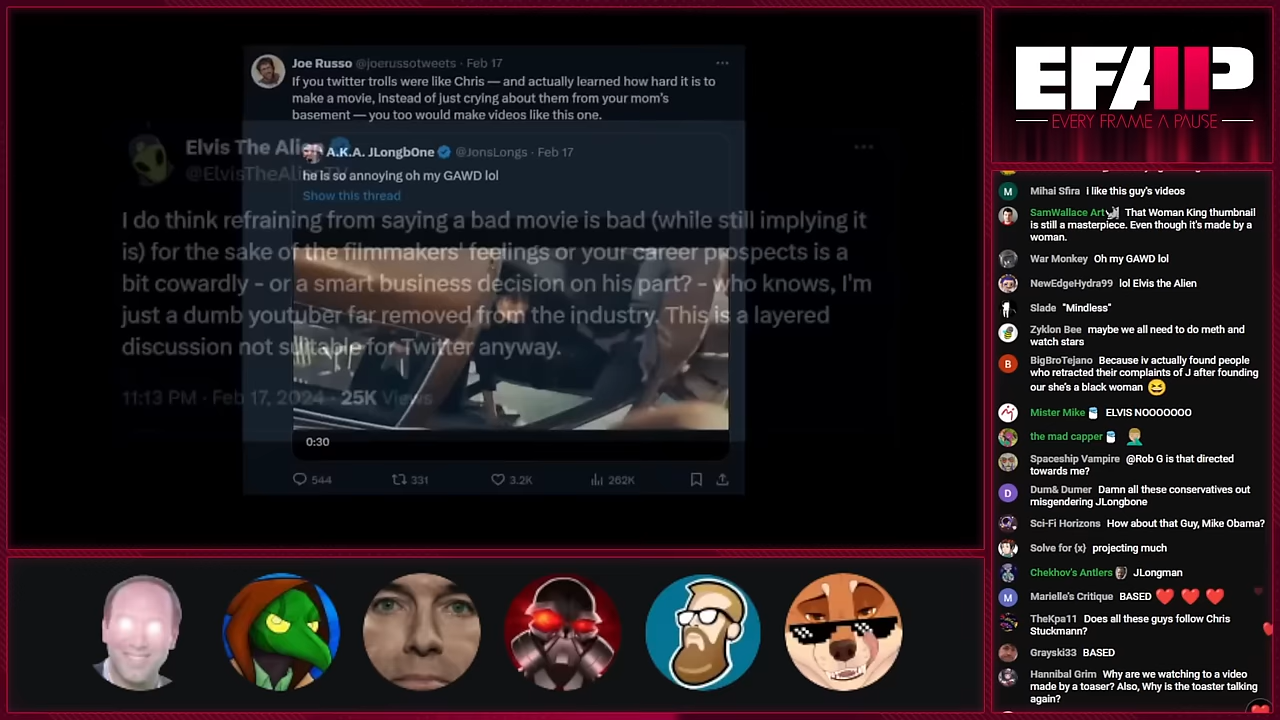 Joe Russo @joerussotweets · Feb 17
If you twitter trolls were like Chris — and actually learned how hard it is to
make a movie, instead of just crying about them from your mom's
basement — you too would make videos like this one.
A.K.A. JLongbOne @JonsLongs · Feb 17
he is so annoying oh my GAWD lol
Show this thread
0:30
544
331
3.2K
262K
Elvis The Alien
I do think refraining from saying a bad movie is bad (while still implying it
is) for the sake of the filmmakers' feelings or your career prospects is a
bit cowardly - or a smart business decision on his part? - who knows, I'm
just a dumb youtuber far removed from the industry. This is a layered
discussion not suitable for Twitter anyway.
11:13 PM · Feb 17, 2024 · 25K Views
EFAP
EVERY FRAME A PAUSE
Mihai Sfira i like this guy's videos
SamWallace Art That Woman King thumbnail
is still a masterpiece. Even though it's made by a
woman.
War Monkey Oh my GAWD lol
NewEdgeHydra99 lol Elvis the Alien
Slade "Mindless"
Zyklon Bee maybe we all need to do meth and
watch stars
BigBroTejano Because iv actually found people
who retracted their complaints of J after founding
our she's a black woman 😆
Mister Mike ELVIS NOOOOOOO
the mad capper 🤦🏼‍♂️
Spaceship Vampire @Rob G is that directed
towards me?
Dum& Dumer Damn all these conservatives out
misgendering JLongbone
Sci-Fi Horizons How about that Guy, Mike Obama?
Solve for {x} projecting much
Chekhov's Antlers JLongman
Marielle's Critique BASED ❤️ ❤️ ❤️
TheKpa11 Does all these guys follow Chris
Stuckmann?
Grayski33 BASED
Hannibal Grim Why are we watching to a video
made by a toaser? Also, Why is the toaster talking
again?